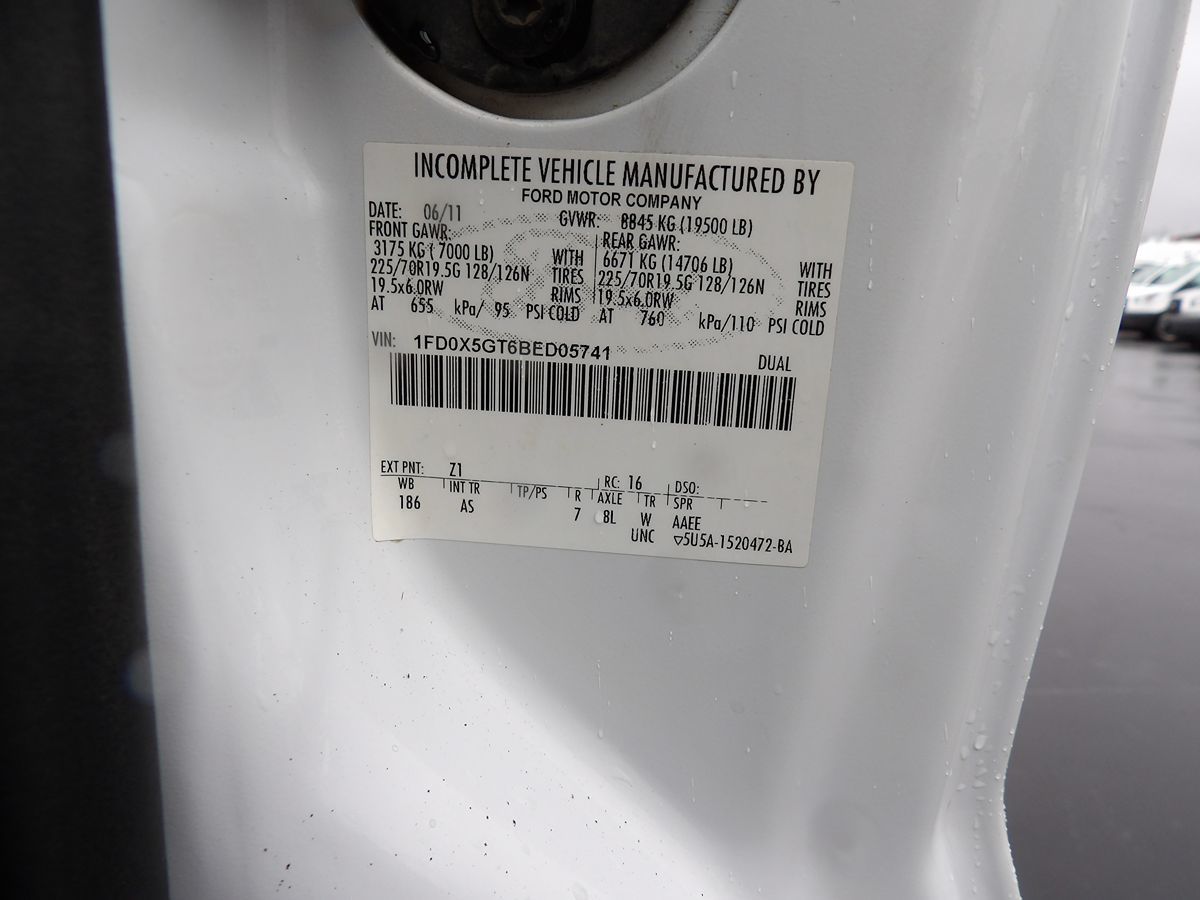 INCOMPLETE VEHICLE MANUFACTURED BY
FORD MOTOR COMPANY
DATE: 06/11 GVWR: 8845 KG (19500 LB)
FRONT GAWR: REAR GAWR:
3175 KG ( 7000 LB) WITH 6671 KG (14706 LB) WITH
225/70R19.5G 128/126N TIRES 225/70R19.5G 128/126N TIRES
19.5x6.0RW RIMS 19.5x6.0RW RIMS
AT 655 kPa/ 95 PSI COLD AT 760 kPa/110 PSI COLD
VIN: 1FD0X5GT6BED05741 DUAL
EXT PNT: Z1 RC: 16 DSO:
WB INT TR TP/PS R AXLE TR SPR
186 AS 7 8L W AAEE
UNC ▽5U5A-1520472-BA